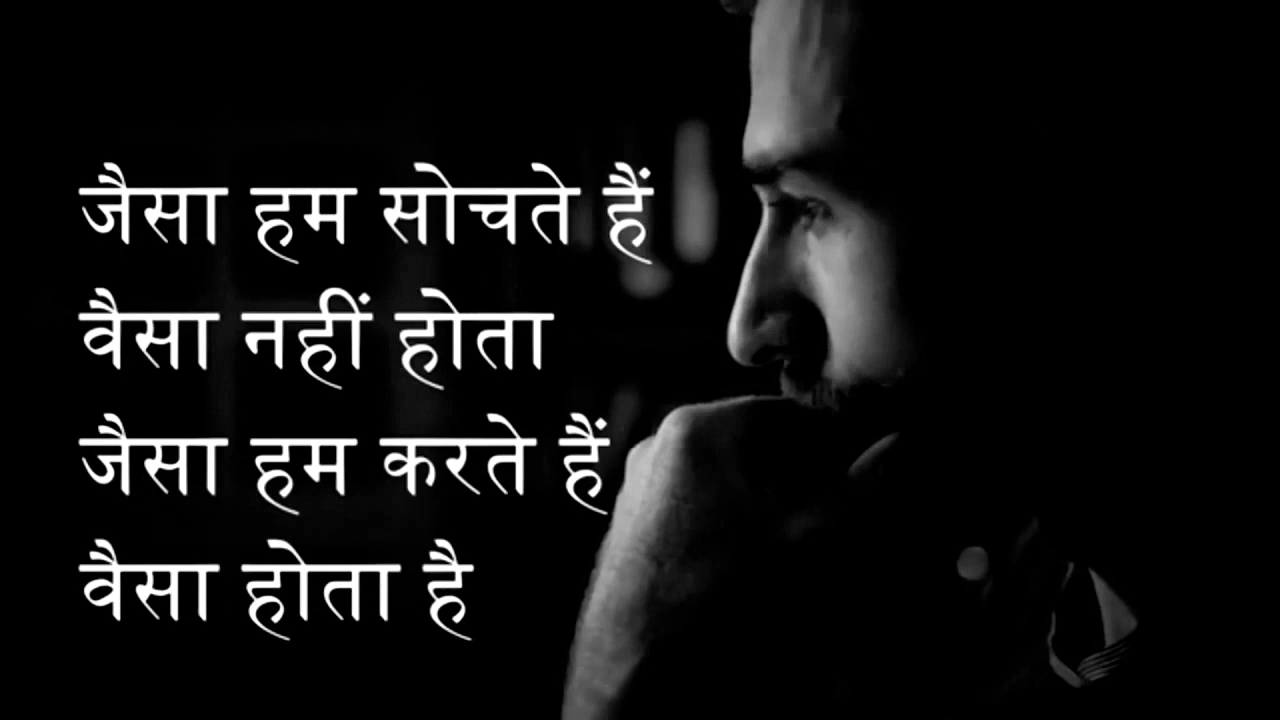 जैसा हम सोचते हैं
वैसा नहीं होता
जैसा हम करते हैं
वैसा होता है